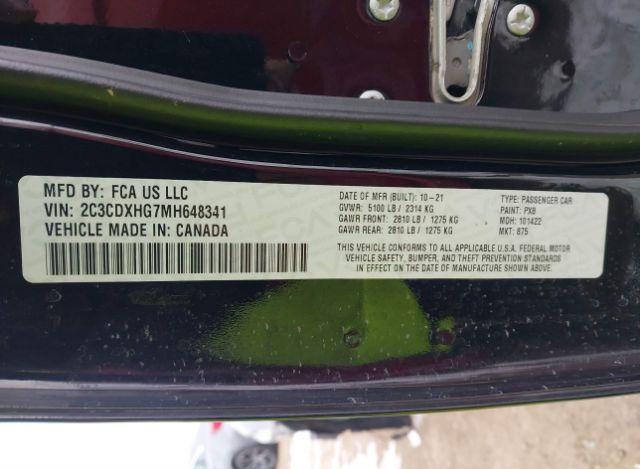 MFD BY: FCA US LLC
VIN: 2C3CDXHG7MH648341
VEHICLE MADE IN: CANADA
DATE OF MFR (BUILT): 10-21
GVWR: 5100 LB / 2314 KG
GAWR FRONT: 2810 LB / 1275 KG
GAWR REAR: 2810 LB / 1275 KG
TYPE: PASSENGER CAR
PAINT: PX8
MDH: 101422
MKT: 875
THIS VEHICLE CONFORMS TO ALL APPLICABLE U.S.A. FEDERAL MOTOR
VEHICLE SAFETY, BUMPER, AND THEFT PREVENTION STANDARDS
IN EFFECT ON THE DATE OF MANUFACTURE SHOWN ABOVE.